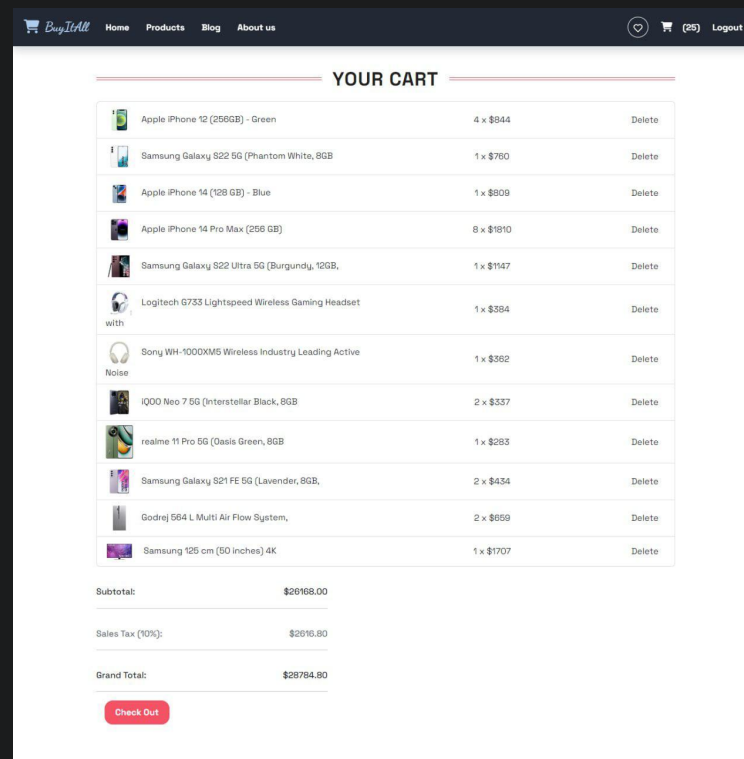 BuyItAll Home Products Blog About us (25) Logout
YOUR CART
Apple iPhone 12 (256GB) - Green 4 x $844 Delete
Samsung Galaxy S22 5G (Phantom White, 8GB 1 x $760 Delete
Apple iPhone 14 (128 GB) - Blue 1 x $809 Delete
Apple iPhone 14 Pro Max (256 GB) 8 x $1810 Delete
Samsung Galaxy S22 Ultra 5G (Burgundy, 12GB, 1 x $1147 Delete
Logitech G733 Lightspeed Wireless Gaming Headset
with
1 x $384 Delete
Sony WH-1000XM5 Wireless Industry Leading Active
Noise
1 x $362 Delete
iQOO Neo 7 5G (Interstellar Black, 8GB 2 x $337 Delete
realme 11 Pro 5G (Oasis Green, 8GB 1 x $283 Delete
Samsung Galaxy S21 FE 5G (Lavender, 8GB, 2 x $434 Delete
Godrej 564 L Multi Air Flow System, 2 x $659 Delete
Samsung 125 cm (50 inches) 4K 1 x $1707 Delete
Subtotal: $26168.00
Sales Tax (10%): $2616.80
Grand Total: $28784.80
Check Out